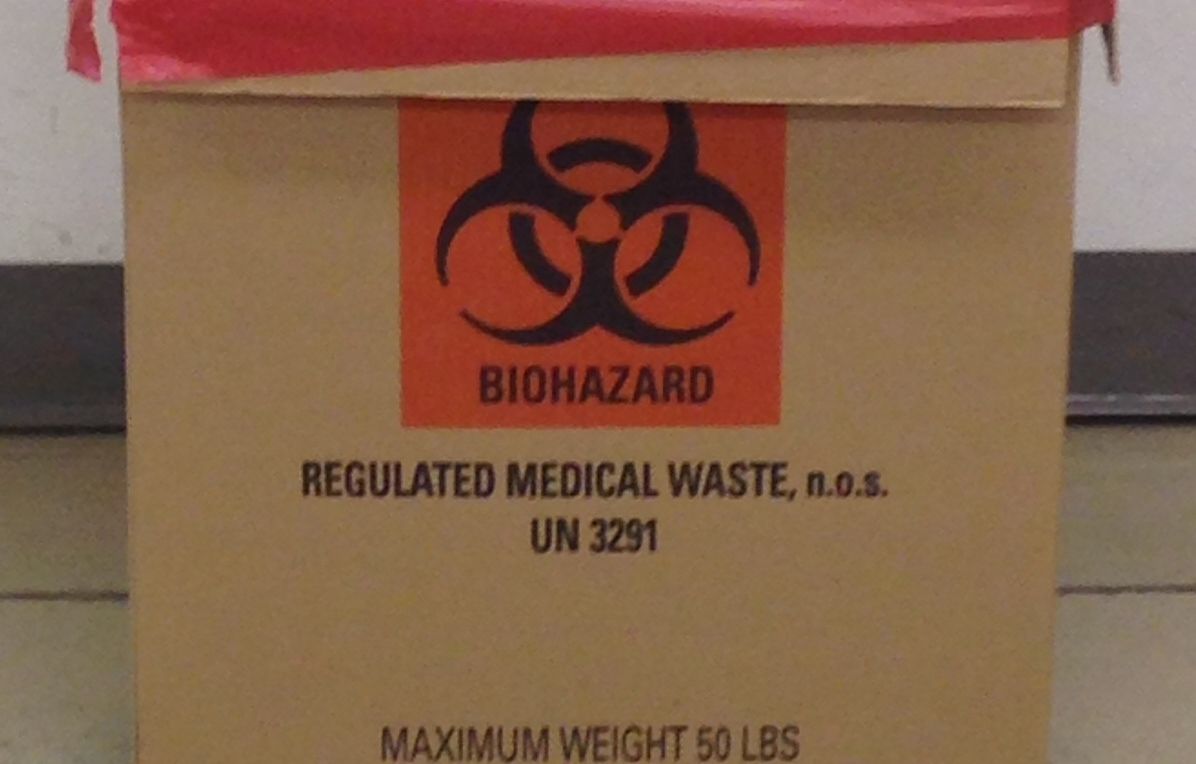 BIOHAZARD
REGULATED MEDICAL WASTE, n.o.s.
UN 3291
MAXIMUM WEIGHT 50 LBS